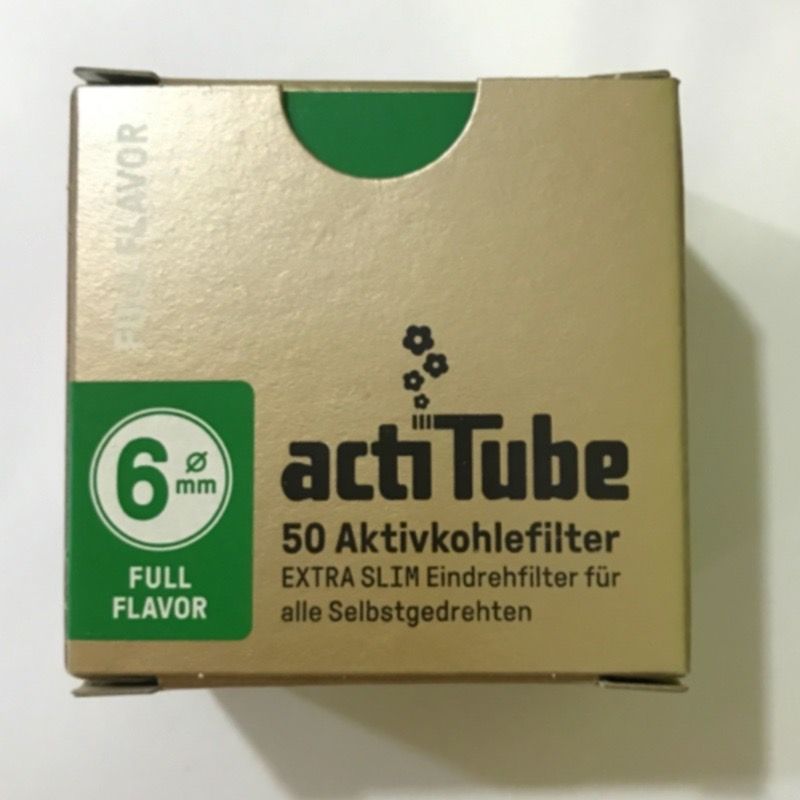 FULL FLAVOR
actiTube
50 Aktivkohlefilter
EXTRA SLIM Eindrehfilter für
alle Selbstgedrehten
6 Ø
mm
FULL
FLAVOR